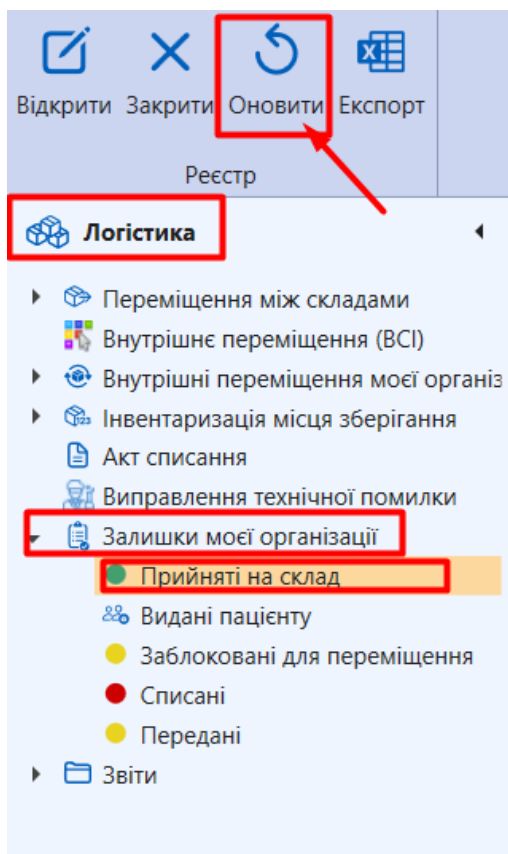 Відкрити Закрити Оновити Експорт
Реєстр
Логістика
Переміщення між складами
Внутрішнє переміщення (ВСІ)
Внутрішні переміщення моєї організ
Інвентаризація місця зберігання
Акт списання
Виправлення технічної помилки
Залишки моєї організації
Прийняті на склад
Видані пацієнту
Заблоковані для переміщення
Списані
Передані
Звіти